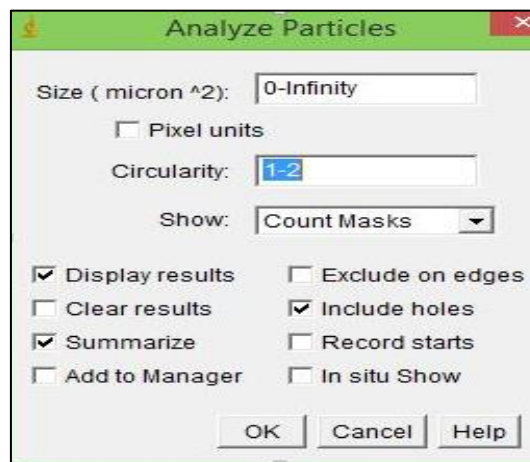 Analyze Particles
Size ( micron ^2): 0-Infinity
Pixel units
Circularity: 1-2
Show: Count Masks
Display results Exclude on edges
Clear results Include holes
Summarize Record starts
Add to Manager In situ Show
OK Cancel Help